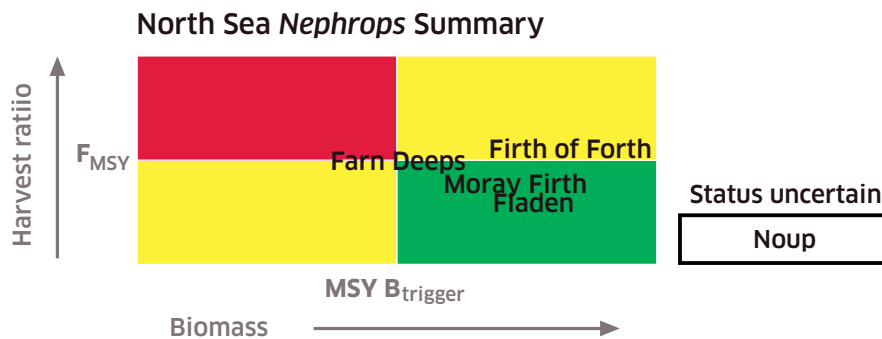 North Sea Nephrops Summary
Harvest ratiio
FMSY
Farn Deeps
Firth of Forth
Moray Firth
Fladen
Status uncertain
Noup
MSY Btrigger
Biomass